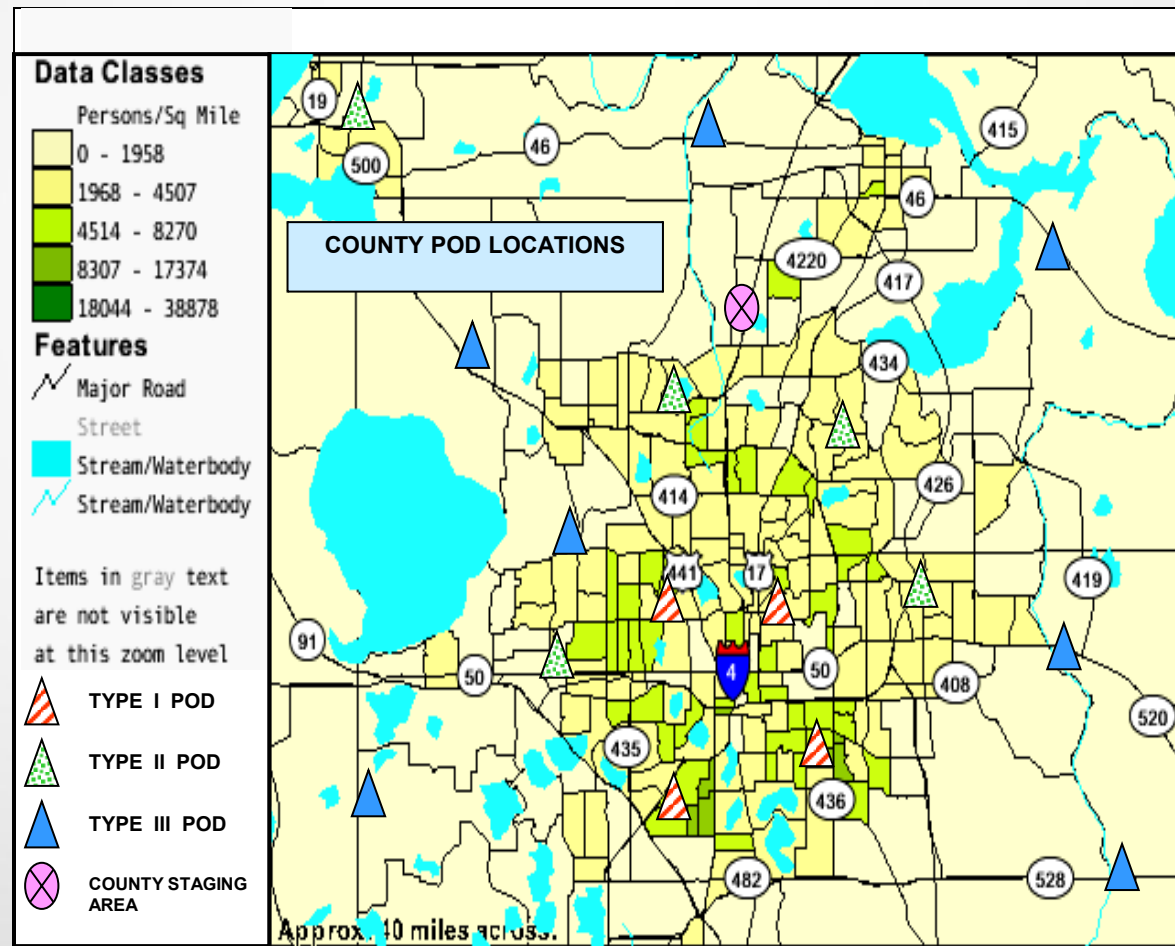 Data Classes
Persons/Sq Mile
0 - 1958
1968 - 4507
4514 - 8270
8307 - 17374
18044 - 38878
Features
Major Road
Street
Stream/Waterbody
Stream/Waterbody
Items in gray text
are not visible
at this zoom level
TYPE I POD
TYPE II POD
TYPE III POD
COUNTY STAGING
AREA
COUNTY POD LOCATIONS
19
500
46
415
46
4220
417
434
414
426
441
17
419
91
50
4
50
408
520
435
436
482
528
Approx. 40 miles across.